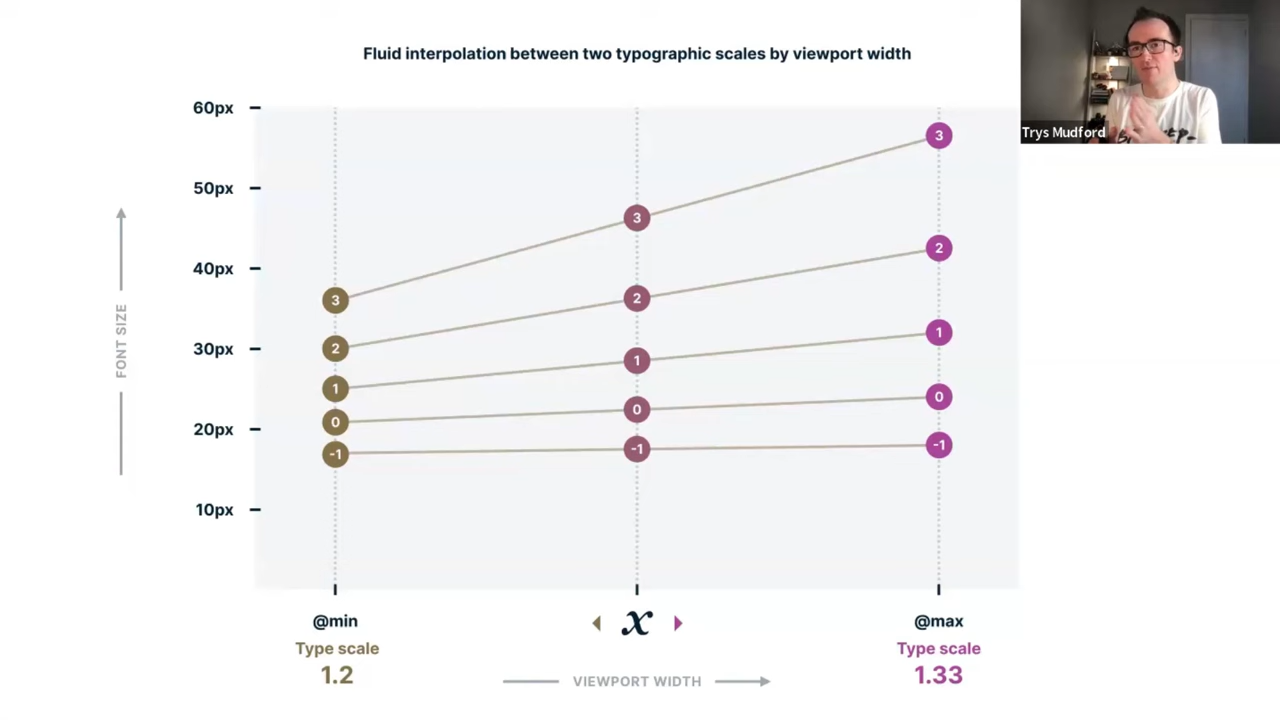 Fluid interpolation between two typographic scales by viewport width
Trys Mudford
60px
50px
40px
30px
20px
10px
FONT SIZE
3
2
1
0
-1
3
2
1
0
-1
3
2
1
0
-1
@min
x
@max
Type scale
1.2
Type scale
1.33
VIEWPORT WIDTH